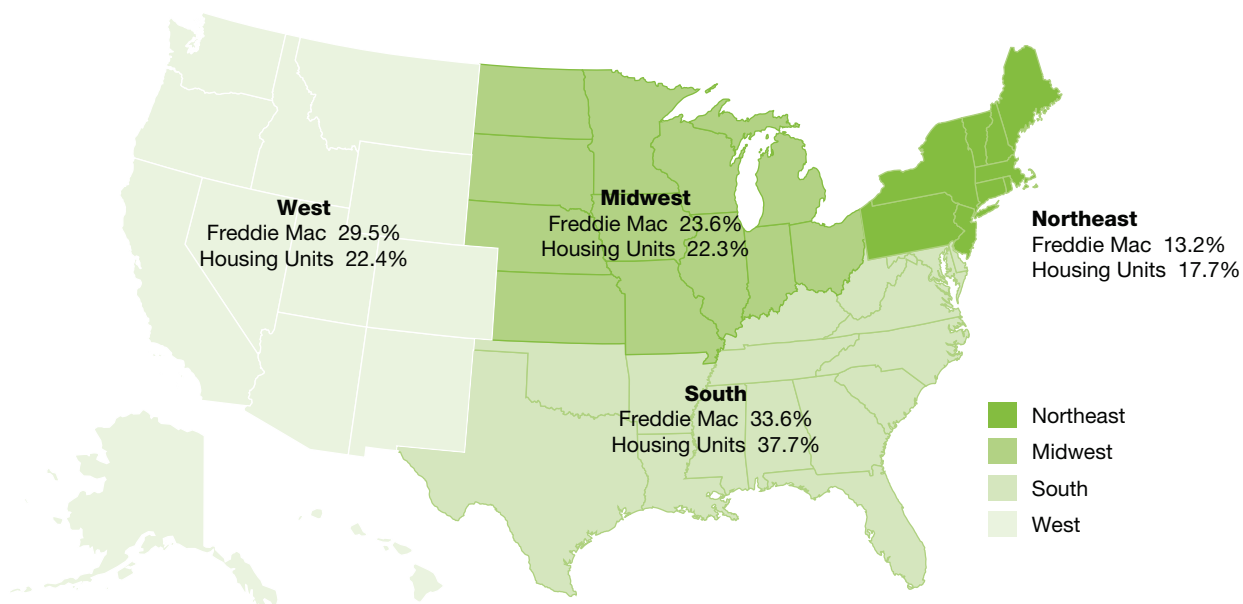 West
Freddie Mac 29.5%
Housing Units 22.4%
Midwest
Freddie Mac 23.6%
Housing Units 22.3%
Northeast
Freddie Mac 13.2%
Housing Units 17.7%
South
Freddie Mac 33.6%
Housing Units 37.7%
Northeast
Midwest
South
West